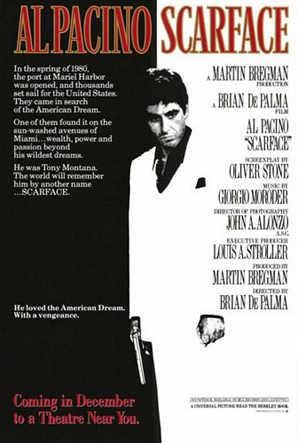 AL PACINO SCARFACE
In the spring of 1980,
the port at Mariel Harbor
was opened, and thousands
set sail for the United States.
They came in search
of the American Dream.
One of them found it on the
sun-washed avenues of
Miami...wealth, power and
passion beyond
his wildest dreams.
He was Tony Montana.
The world will remember
him by another name
...SCARFACE.
He loved the American Dream.
With a vengeance.
Coming in December
to a Theatre Near You.
A MARTIN BREGMAN
PRODUCTION
A BRIAN DE PALMA
FILM
AL PACINO
"SCARFACE"
SCREENPLAY BY
OLIVER STONE
MUSIC BY
GIORGIO MORODER
DIRECTOR OF PHOTOGRAPHY
JOHN A. ALONZO
A.S.C.
EXECUTIVE PRODUCER
LOUIS A. STROLLER
PRODUCED BY
MARTIN BREGMAN
DIRECTED BY
BRIAN DE PALMA
A UNIVERSAL PICTURE/READ THE BERKLEY BOOK